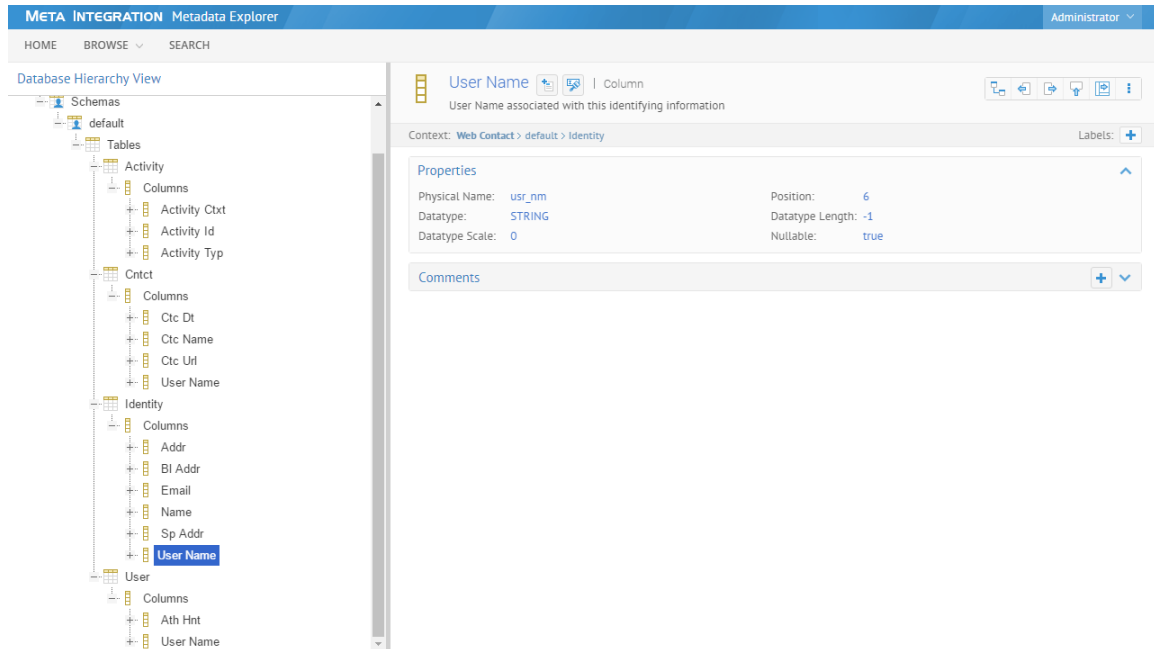 META INTEGRATION Metadata Explorer
Administrator
HOME BROWSE SEARCH
Database Hierarchy View
Schemas
default
Tables
Activity
Columns
Activity Ctxt
Activity Id
Activity Typ
Cntct
Columns
Ctc Dt
Ctc Name
Ctc Url
User Name
Identity
Columns
Addr
Bl Addr
Email
Name
Sp Addr
User Name
User
Columns
Ath Hnt
User Name
User Name | Column
User Name associated with this identifying information
Context: Web Contact > default > Identity Labels:
Properties
Physical Name: usr_nm Position: 6
Datatype: STRING Datatype Length: -1
Datatype Scale: 0 Nullable: true
Comments